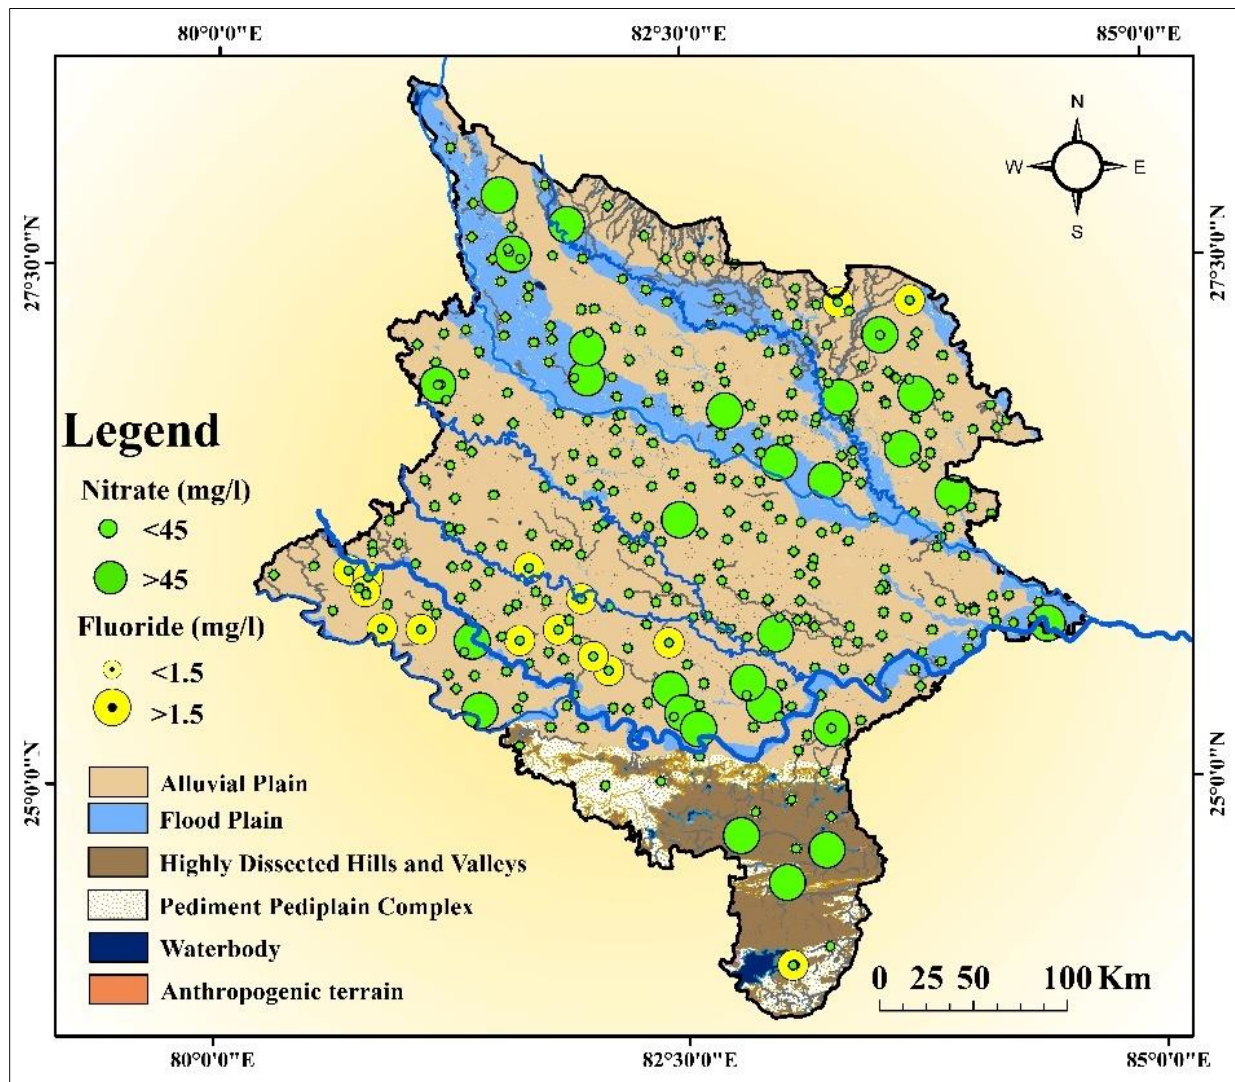 80°0'0"E 82°30'0"E 85°0'0"E
N
W E
S
27°30'0"N 27°30'0"N
Legend
Nitrate (mg/l)
<45
>45
Fluoride (mg/l)
<1.5
>1.5
25°0'0"N 25°0'0"N
Alluvial Plain
Flood Plain
Highly Dissected Hills and Valleys
Pediment Pediplain Complex
Waterbody
Anthropogenic terrain
0 25 50 100 Km
80°0'0"E 82°30'0"E 85°0'0"E